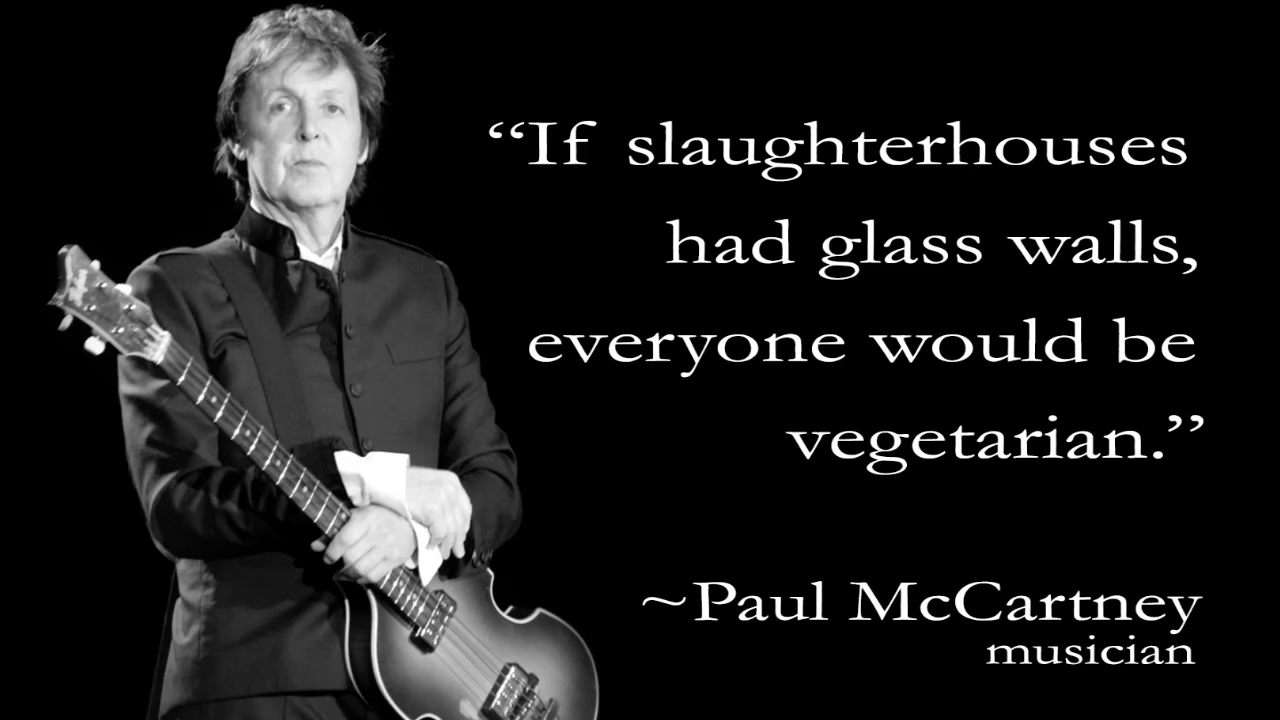 “If slaughterhouses
had glass walls,
everyone would be
vegetarian.”
~Paul McCartney
musician